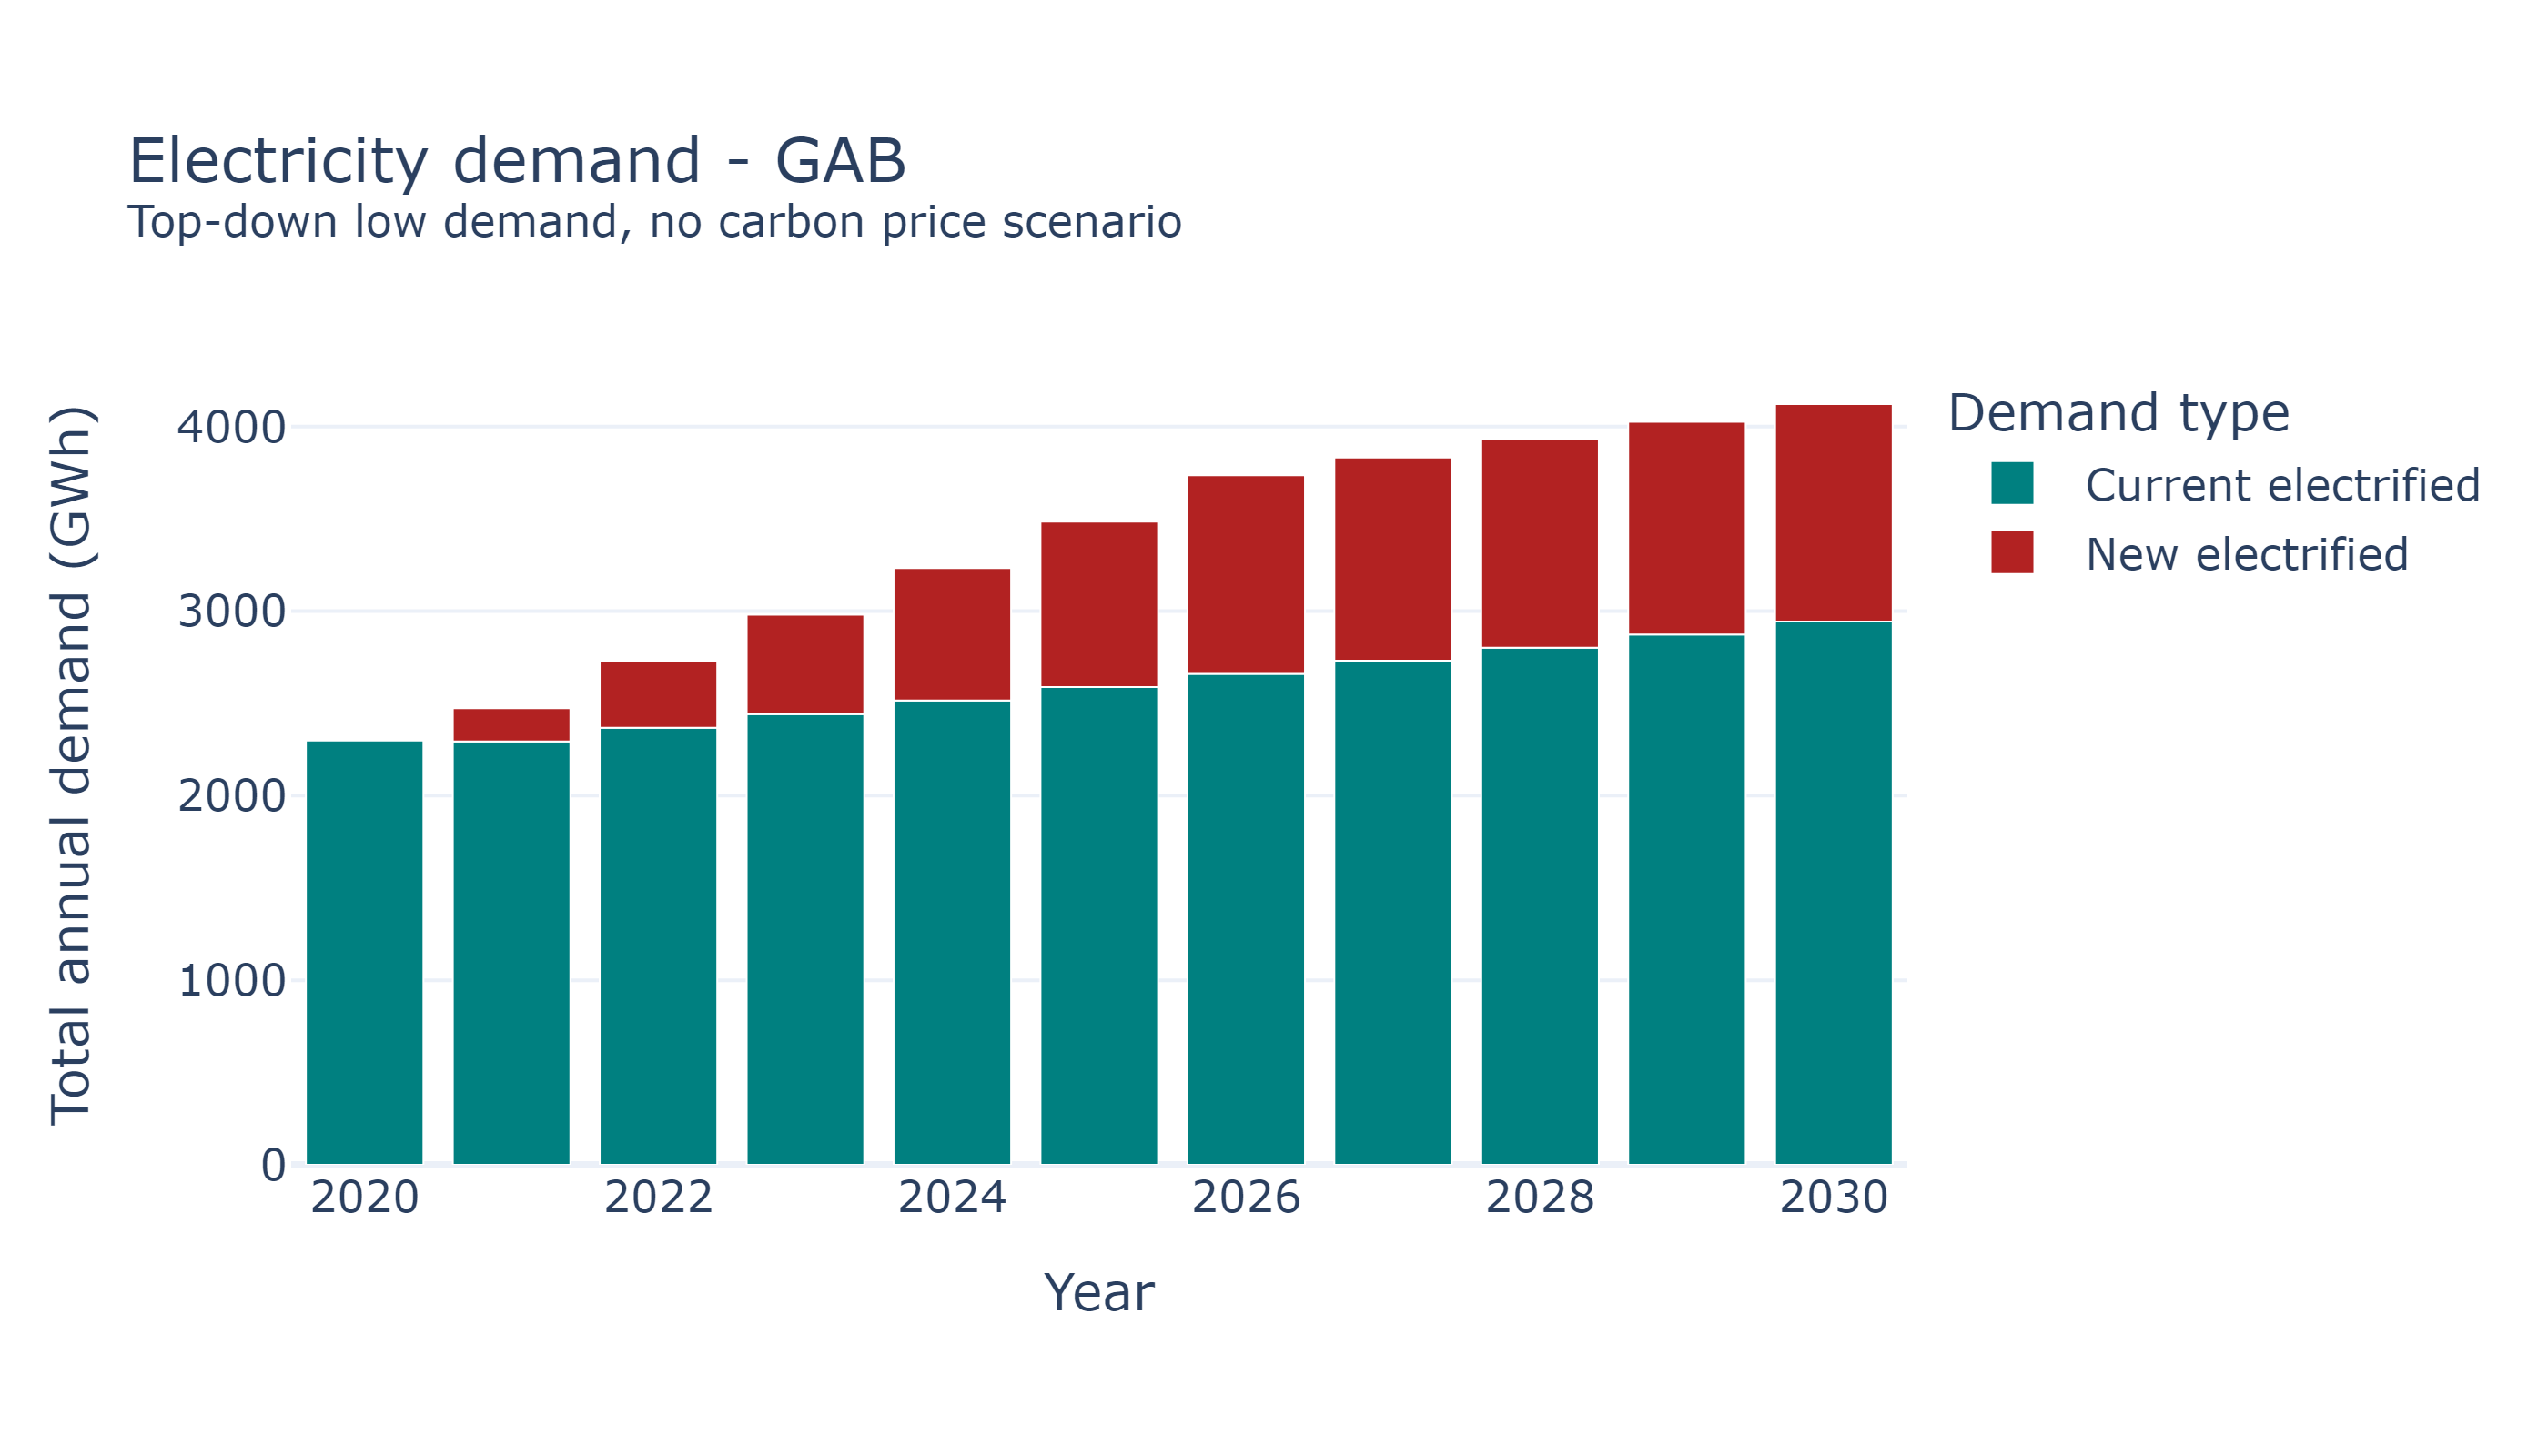 Electricity demand - GAB
Top-down low demand, no carbon price scenario
Total annual demand (GWh)
4000
3000
2000
1000
0
2020
2022
2024
2026
2028
2030
Year
Demand type
Current electrified
New electrified